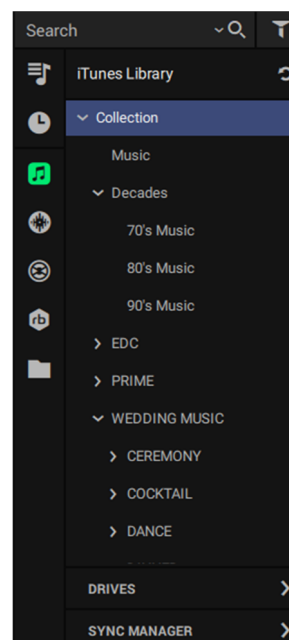 Search
iTunes Library
Collection
Music
Decades
70's Music
80's Music
90's Music
EDC
PRIME
WEDDING MUSIC
CEREMONY
COCKTAIL
DANCE
DRIVES
SYNC MANAGER